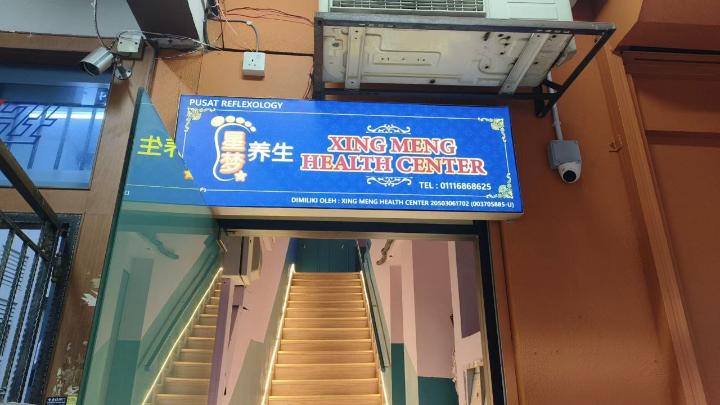 PUSAT REFLEXOLOGY
星梦 养生
XING MENG
HEALTH CENTER
TEL : 01116868625
DIMILIKI OLEH : XING MENG HEALTH CENTER 20503061702 (003705885-U)